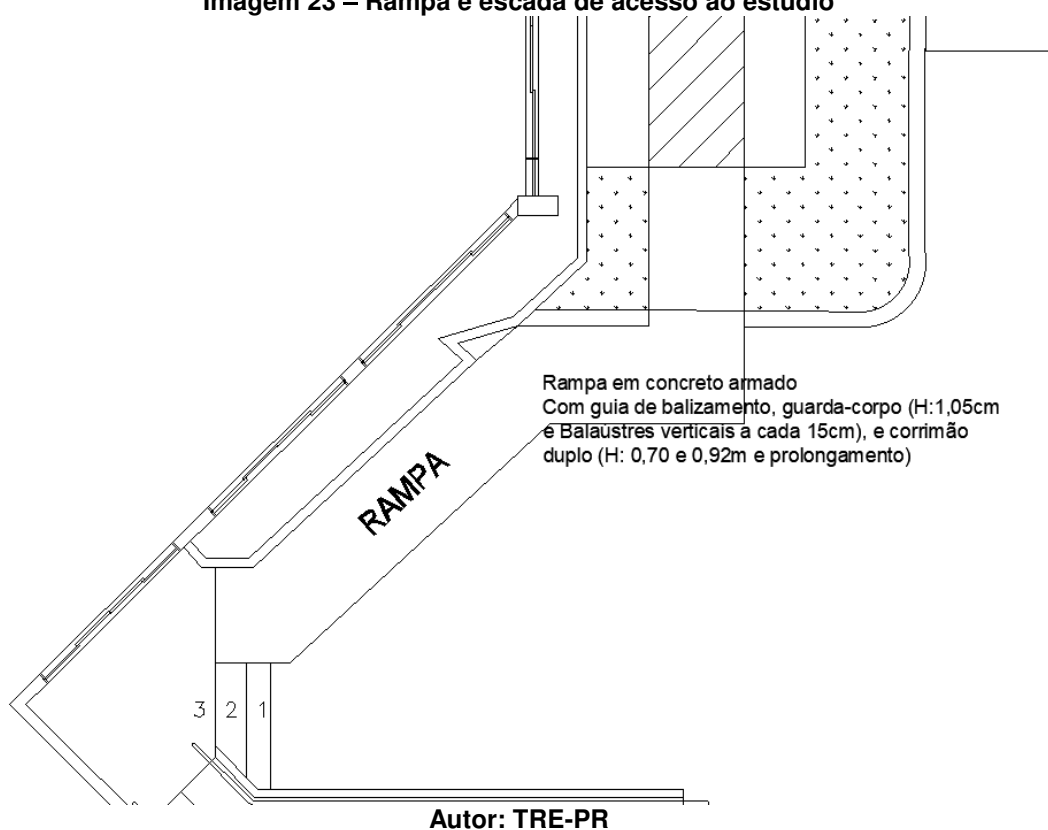 Imagem 23 – Rampa e escada de acesso ao estúdio
Rampa em concreto armado
Com guia de balizamento, guarda-corpo (H:1,05cm
e Balaústres verticais a cada 15cm), e corrimão
duplo (H: 0,70 e 0,92m e prolongamento)
RAMPA
3 2 1
Autor: TRE-PR